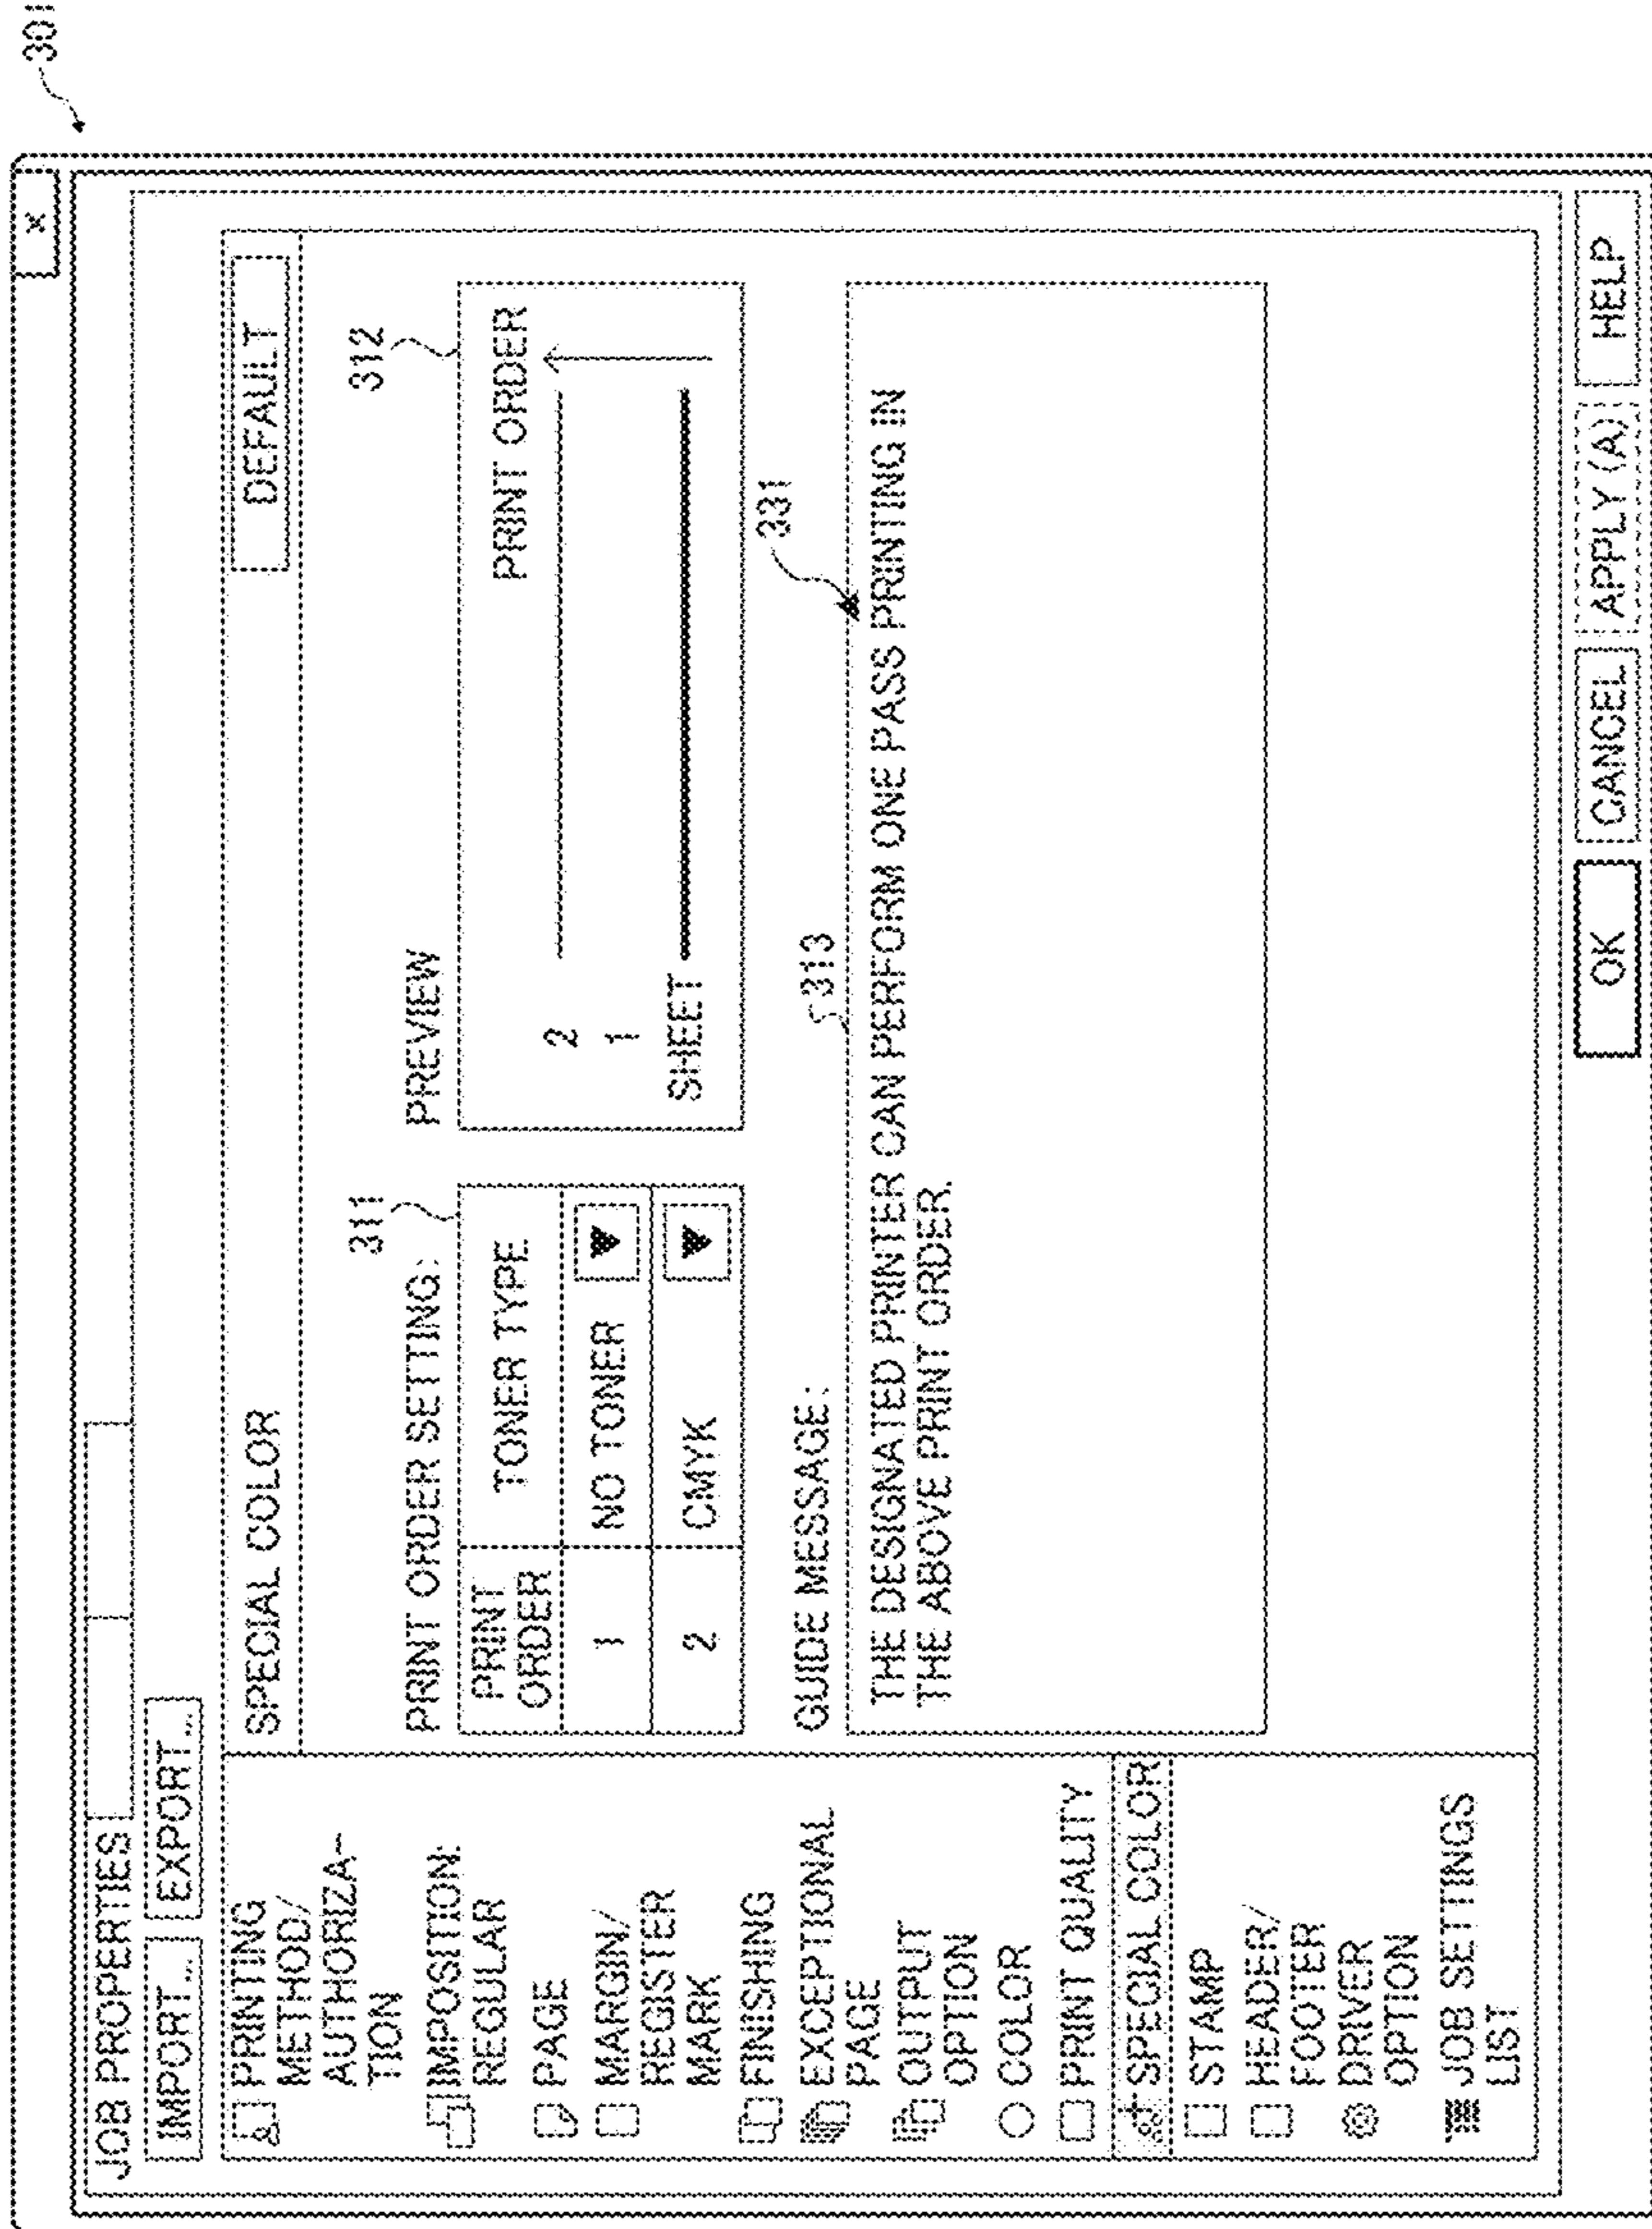 301
×
JOB PROPERTIES
IMPORT... EXPORT...
PRINTING
METHOD/
AUTHORIZA-
TION
IMPOSITION:
REGULAR
PAGE
MARGIN/
REGISTER
MARK
FINISHING
EXCEPTIONAL
PAGE
OUTPUT
OPTION
COLOR
PRINT QUALITY
SPECIAL COLOR
STAMP
HEADER/
FOOTER
DRIVER
OPTION
JOB SETTINGS
LIST
SPECIAL COLOR
DEFAULT
PRINT ORDER SETTING:
311
PRINT
ORDER
TONER TYPE
1 NO TONER ▼
2 CMYK ▼
PREVIEW
312
PRINT ORDER
2
1
SHEET
GUIDE MESSAGE:
313
331
THE DESIGNATED PRINTER CAN PERFORM ONE PASS PRINTING IN
THE ABOVE PRINT ORDER.
OK CANCEL APPLY (A) HELP